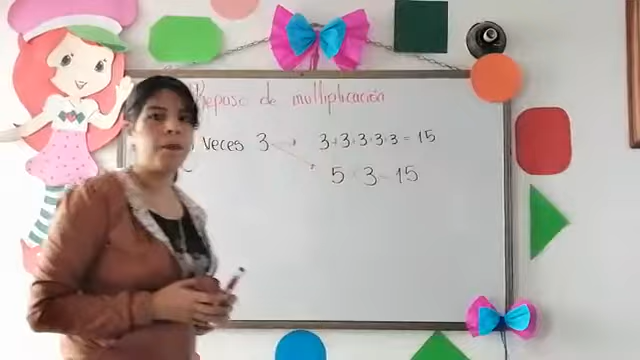 Repaso de multiplicación
veces 3 → 3+3+3+3+3 = 15
5 · 3 = 15